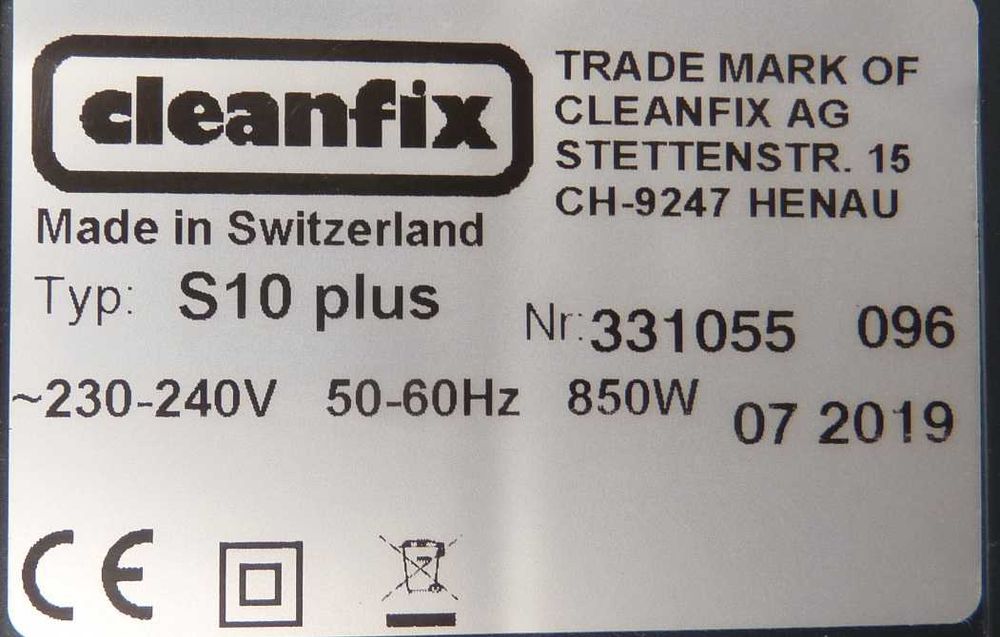 cleanfix
TRADE MARK OF
CLEANFIX AG
STETTENSTR. 15
CH-9247 HENAU
Made in Switzerland
Typ: S10 plus
Nr.: 331055 096
~230-240V 50-60Hz 850W
07 2019
CE